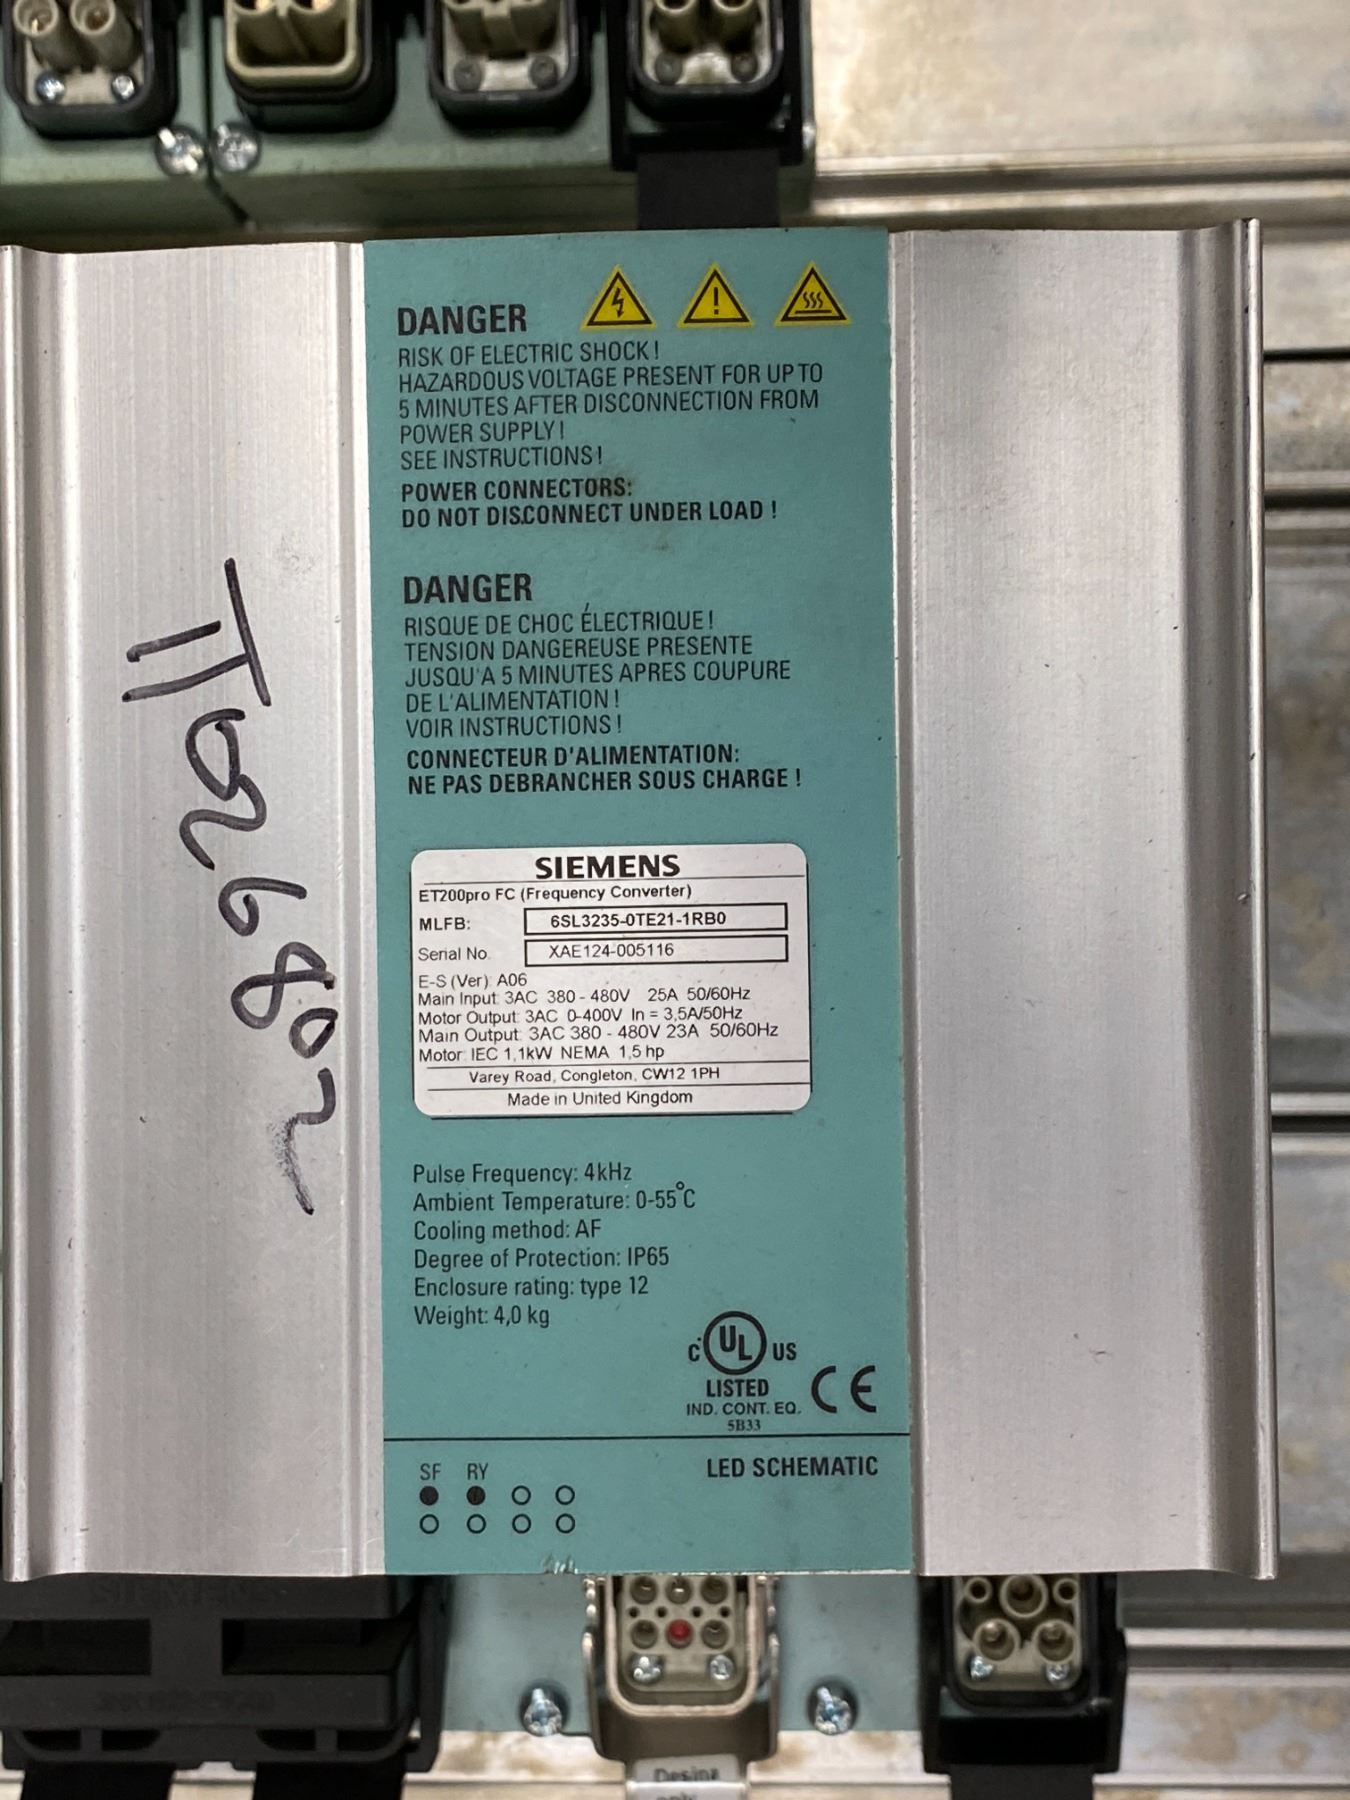 DANGER
RISK OF ELECTRIC SHOCK!
HAZARDOUS VOLTAGE PRESENT FOR UP TO
5 MINUTES AFTER DISCONNECTION FROM
POWER SUPPLY!
SEE INSTRUCTIONS!
POWER CONNECTORS:
DO NOT DISCONNECT UNDER LOAD !
DANGER
RISQUE DE CHOC ÉLECTRIQUE!
TENSION DANGEREUSE PRESENTE
JUSQU'A 5 MINUTES APRES COUPURE
DE L'ALIMENTATION!
VOIR INSTRUCTIONS!
CONNECTEUR D'ALIMENTATION:
NE PAS DEBRANCHER SOUS CHARGE !
SIEMENS
ET200pro FC (Frequency Converter)
MLFB: 6SL3235-0TE21-1RB0
Serial No. XAE124-005116
E-S (Ver) A06
Main Input: 3AC 380 - 480V 25A 50/60Hz
Motor Output: 3AC 0-400V In = 3,5A/50Hz
Main Output: 3AC 380 - 480V 23A 50/60Hz
Motor: IEC 1,1kW NEMA 1,5 hp
Varey Road, Congleton, CW12 1PH
Made in United Kingdom
Pulse Frequency: 4kHz
Ambient Temperature: 0-55°C
Cooling method: AF
Degree of Protection: IP65
Enclosure rating: type 12
Weight: 4,0 kg
c UL US
LISTED
IND. CONT. EQ.
5B33
CE
SF RY
LED SCHEMATIC
SIEMENS